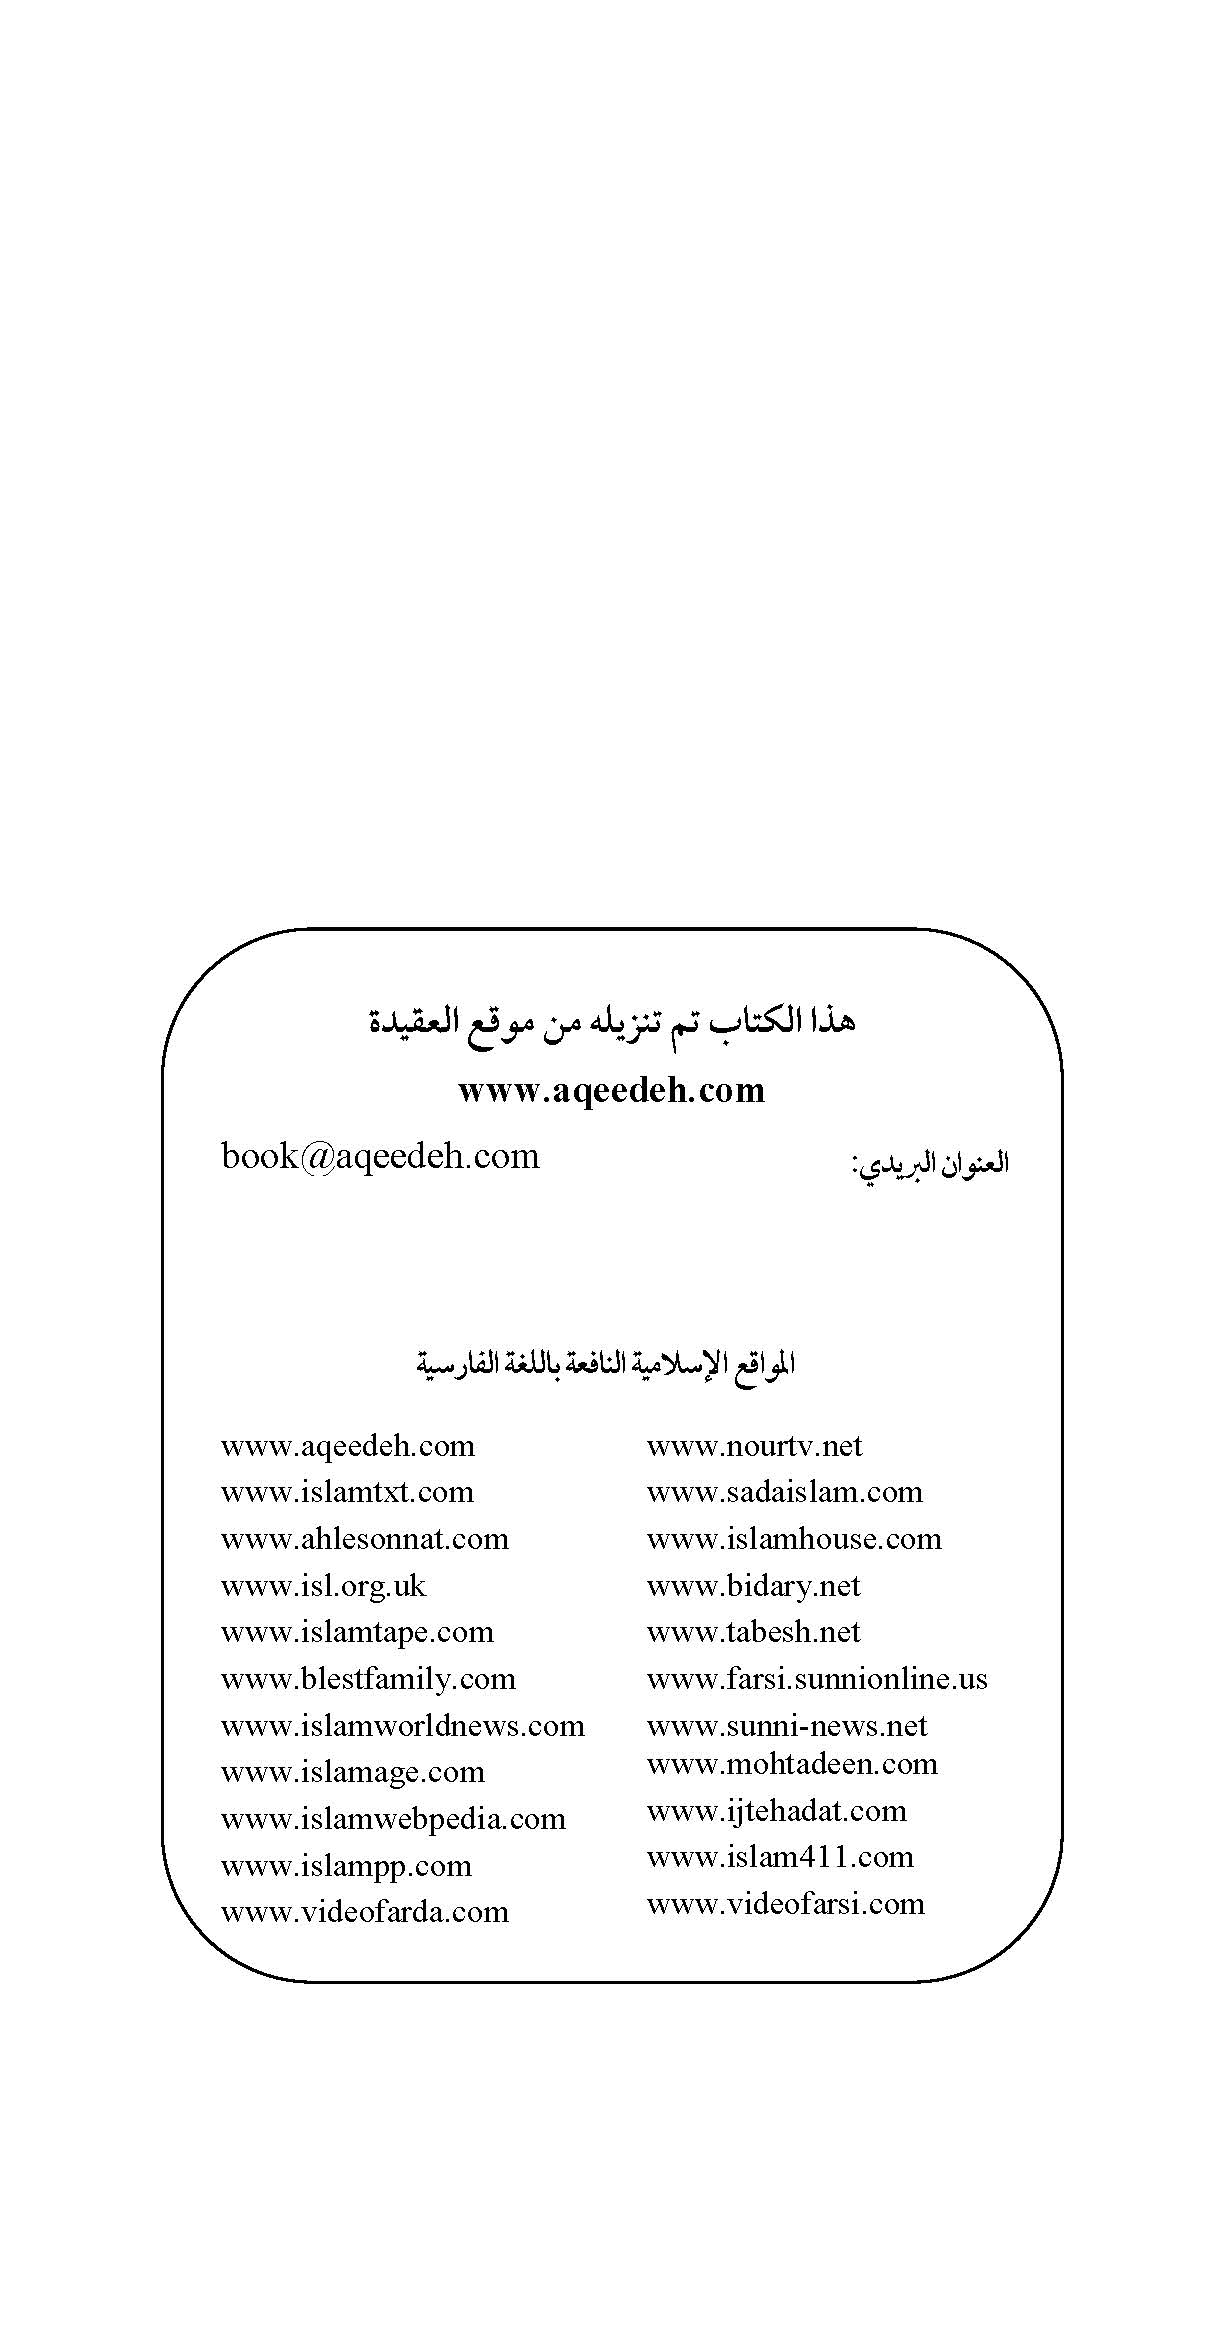 هذا الكتاب تم تنزيله من موقع العقيدة
www.aqeedeh.com
العنوان البريدي: book@aqeedeh.com
المواقع الإسلامية النافعة باللغة الفارسية
www.aqeedeh.com www.nourtv.net
www.islamtxt.com www.sadaislam.com
www.ahlesonnat.com www.islamhouse.com
www.isl.org.uk www.bidary.net
www.islamtape.com www.tabesh.net
www.blestfamily.com www.farsi.sunnionline.us
www.islamworldnews.com www.sunni-news.net
www.islamage.com www.mohtadeen.com
www.islamwebpedia.com www.ijtehadat.com
www.islampp.com www.islam411.com
www.videofarda.com www.videofarsi.com